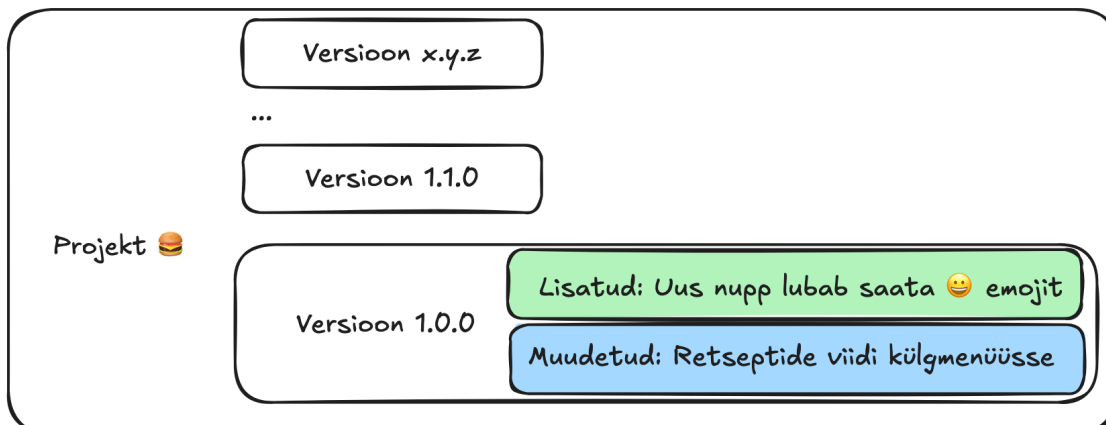 Versioon x.y.z
...
Versioon 1.1.0
Projekt 🍔
Versioon 1.0.0
Lisatud: Uus nupp lubab saata 😀 emojit
Muudetud: Retseptide viidi külgmenüüsse